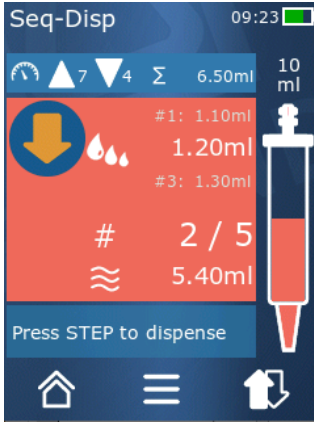 Seq-Disp 09:23
7 4 Σ 6.50ml
10
ml
#1: 1.10ml
1.20ml
#3: 1.30ml
# 2 / 5
5.40ml
Press STEP to dispense